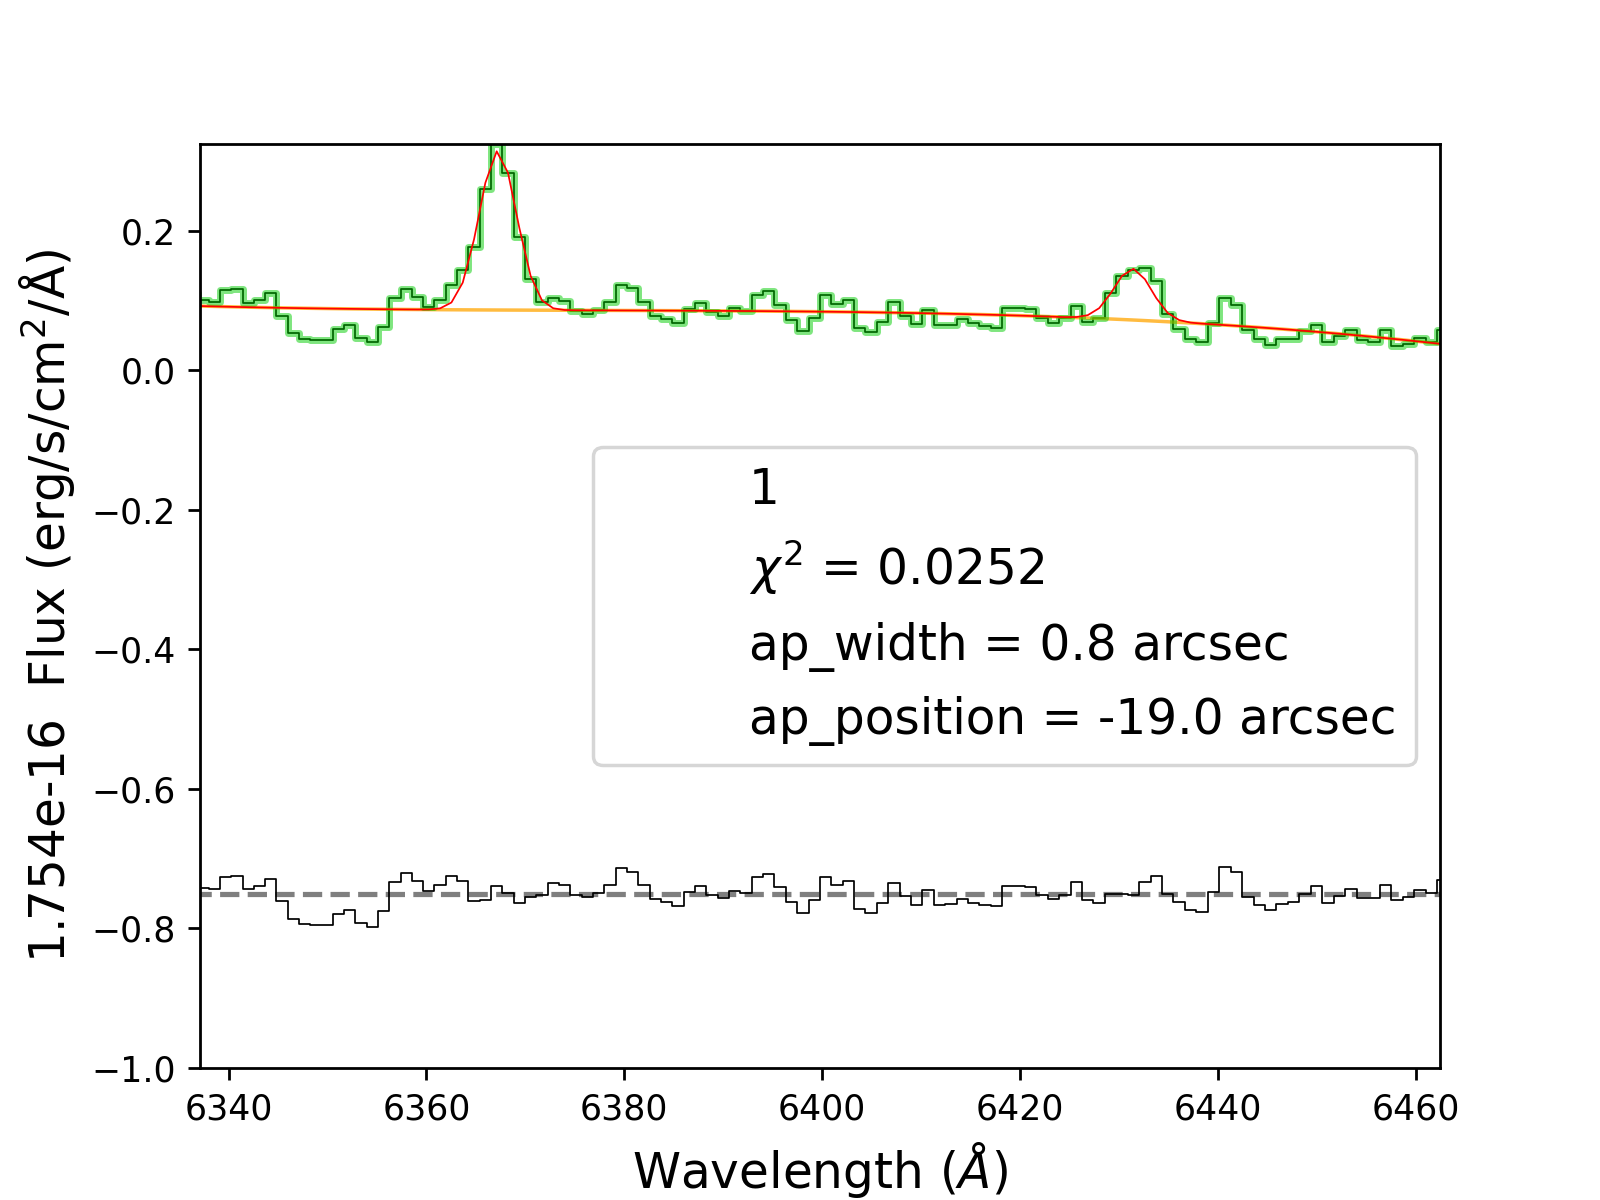 1.754e-16 Flux (erg/s/cm²/Å)
0.2
0.0
−0.2
−0.4
−0.6
−0.8
−1.0
1
χ² = 0.0252
ap_width = 0.8 arcsec
ap_position = -19.0 arcsec
6340 6360 6380 6400 6420 6440 6460
Wavelength (Å)